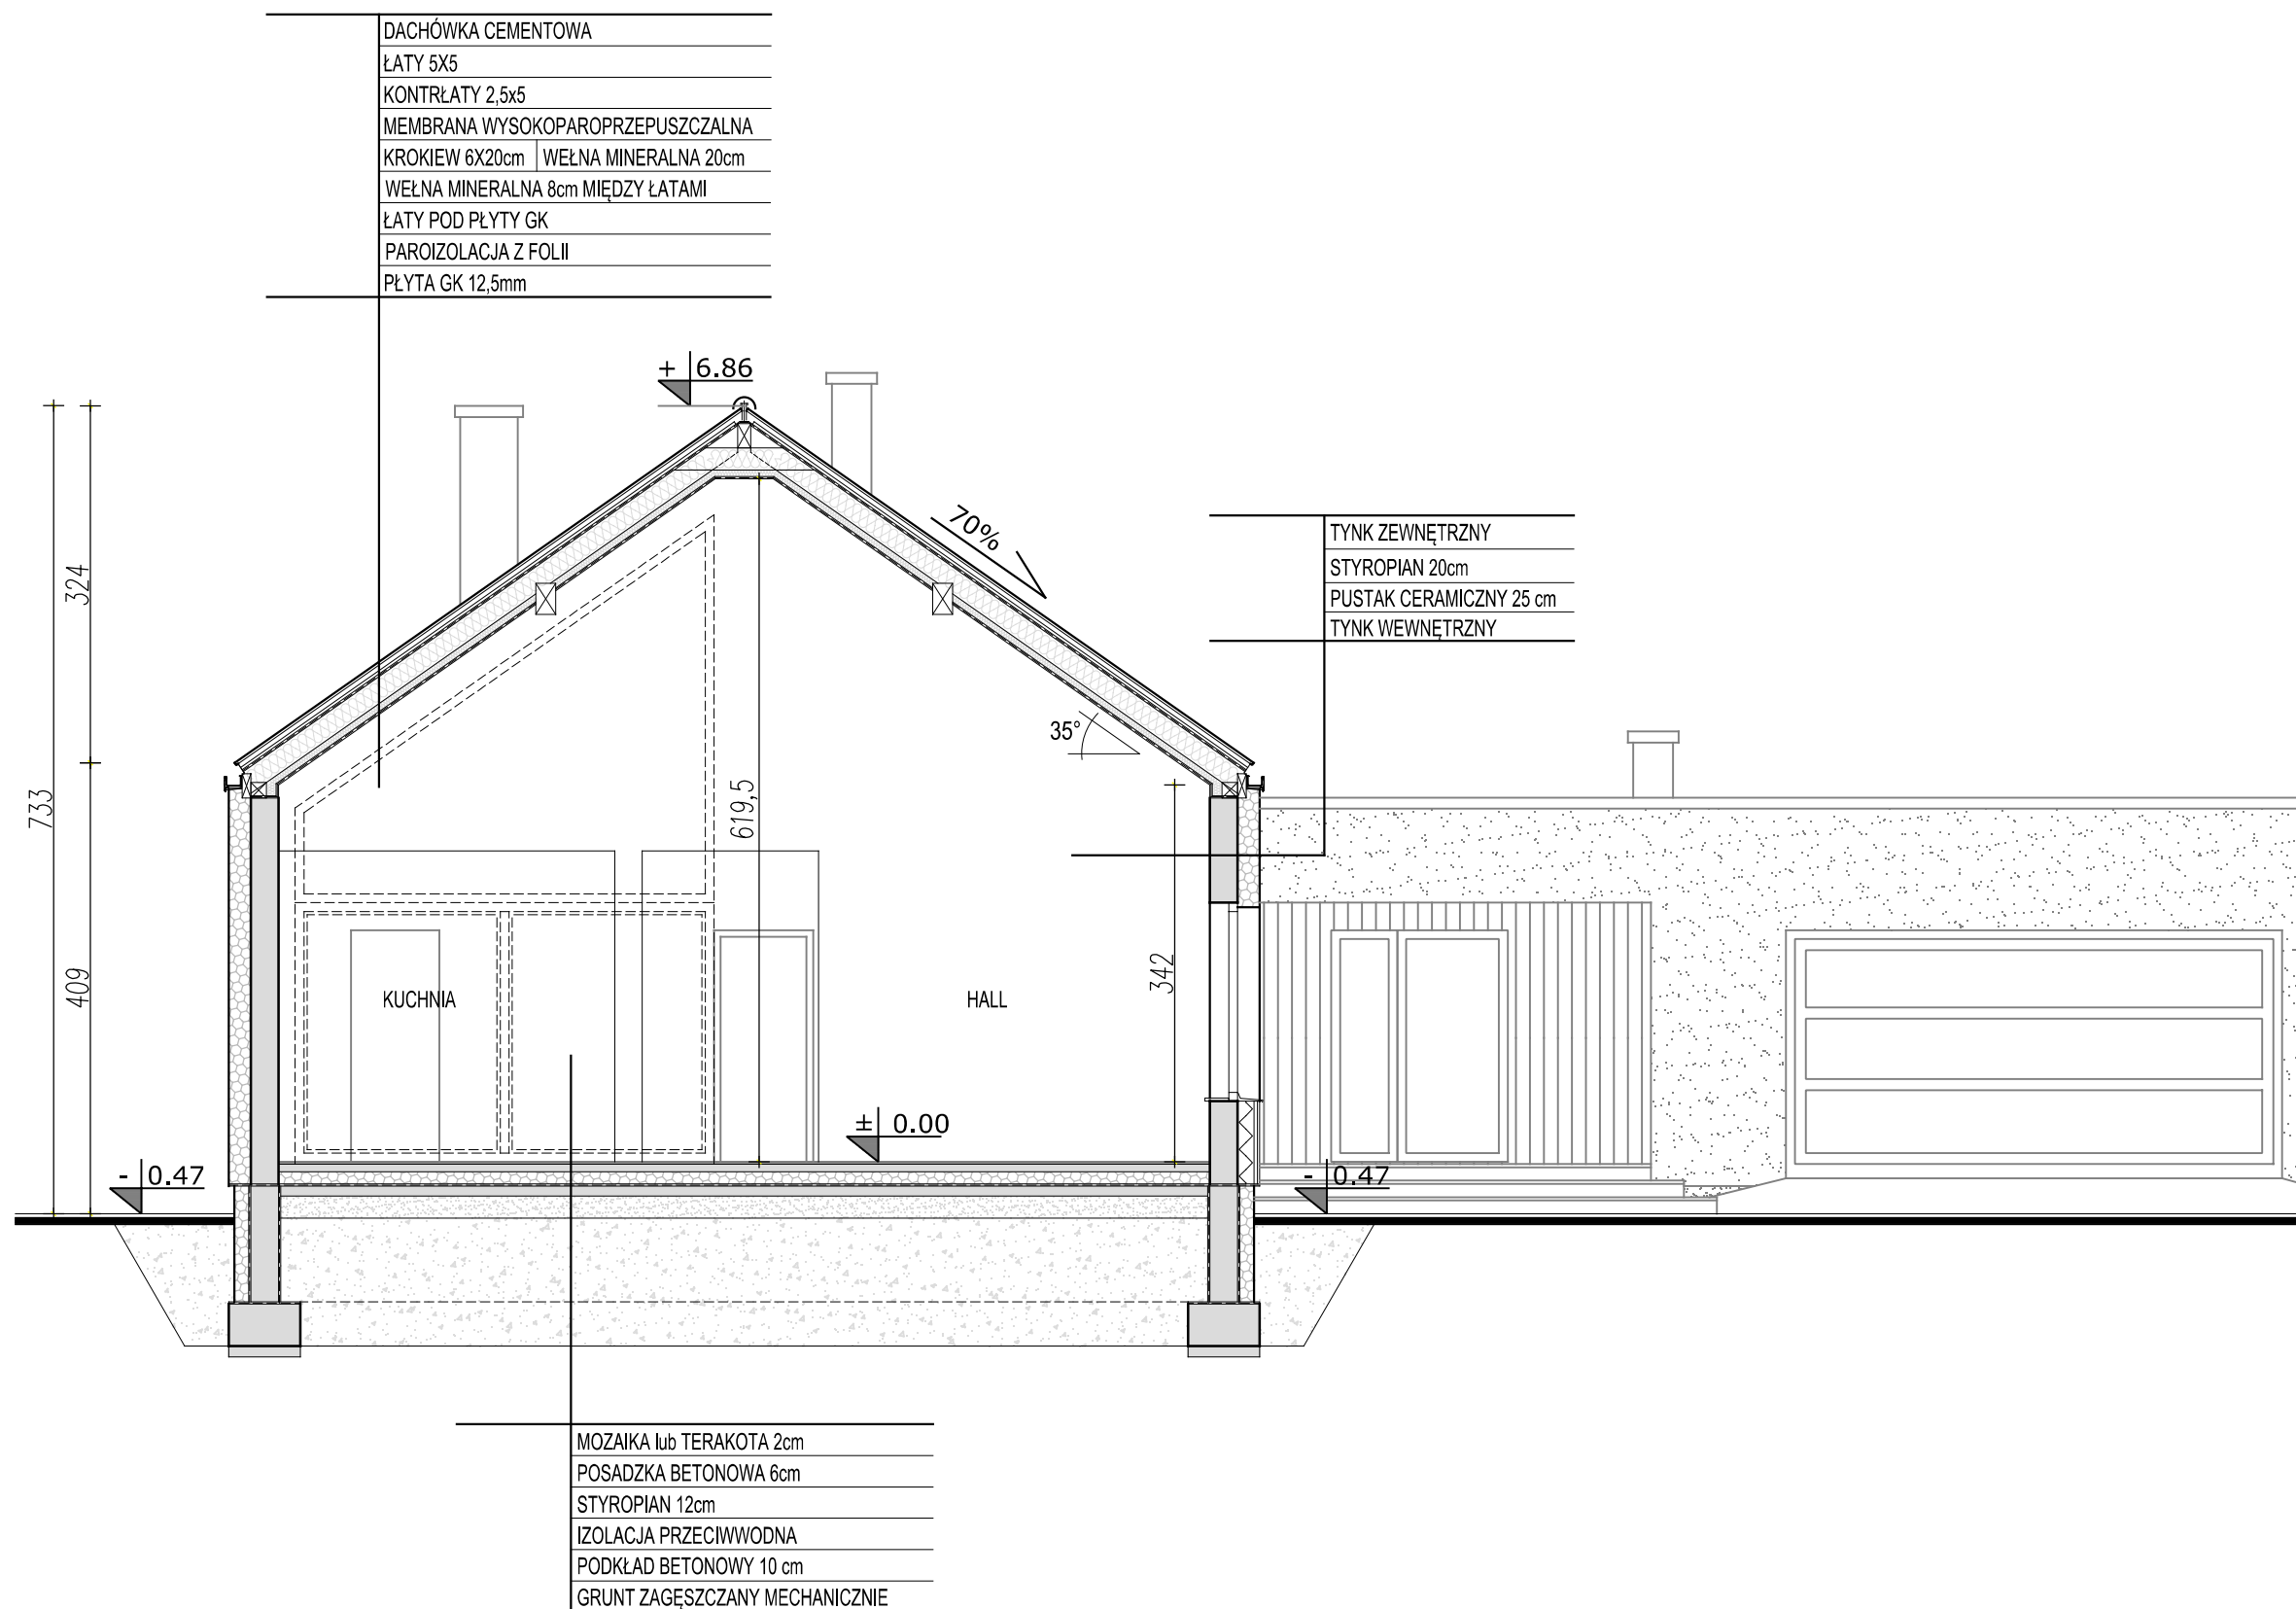 DACHÓWKA CEMENTOWA
ŁATY 5X5
KONTRŁATY 2,5x5
MEMBRANA WYSOKOPAROPRZEPUSZCZALNA
KROKIEW 6X20cm WEŁNA MINERALNA 20cm
WEŁNA MINERALNA 8cm MIĘDZY ŁATAMI
ŁATY POD PŁYTY GK
PAROIZOLACJA Z FOLII
PŁYTA GK 12,5mm
+ 6.86
70%
TYNK ZEWNĘTRZNY
STYROPIAN 20cm
PUSTAK CERAMICZNY 25 cm
TYNK WEWNĘTRZNY
324
35°
733
619,5
409
342
KUCHNIA
HALL
± 0.00
- 0.47
- 0.47
MOZAIKA lub TERAKOTA 2cm
POSADZKA BETONOWA 6cm
STYROPIAN 12cm
IZOLACJA PRZECIWWODNA
PODKŁAD BETONOWY 10 cm
GRUNT ZAGĘSZCZANY MECHANICZNIE